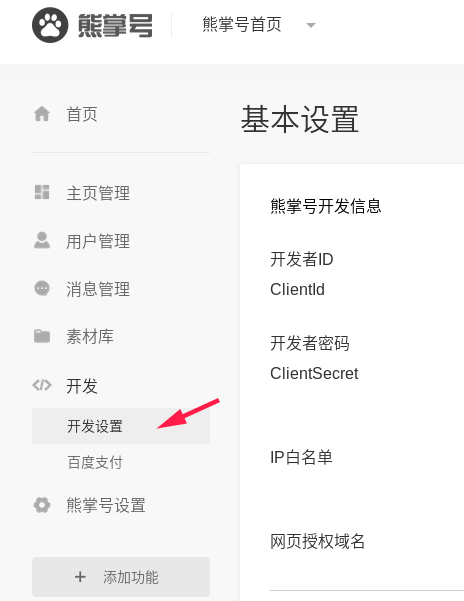 熊掌号
熊掌号首页
首页
主页管理
用户管理
消息管理
素材库
开发
开发设置
百度支付
熊掌号设置
+ 添加功能
基本设置
熊掌号开发信息
开发者ID
ClientId
开发者密码
ClientSecret
IP白名单
网页授权域名